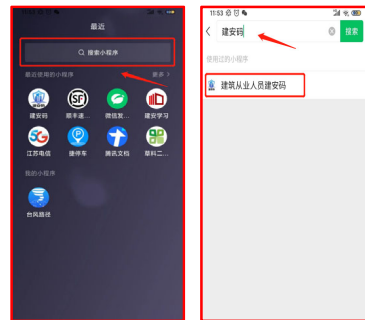 最近
搜索小程序
最近使用的小程序 更多 >
建安码 顺丰速... 微信发... 建安学习
江苏电信 捷停车 腾讯文档 草料二...
我的小程序
台风路径
11:53
建安码 搜索
使用过的小程序
建筑从业人员建安码